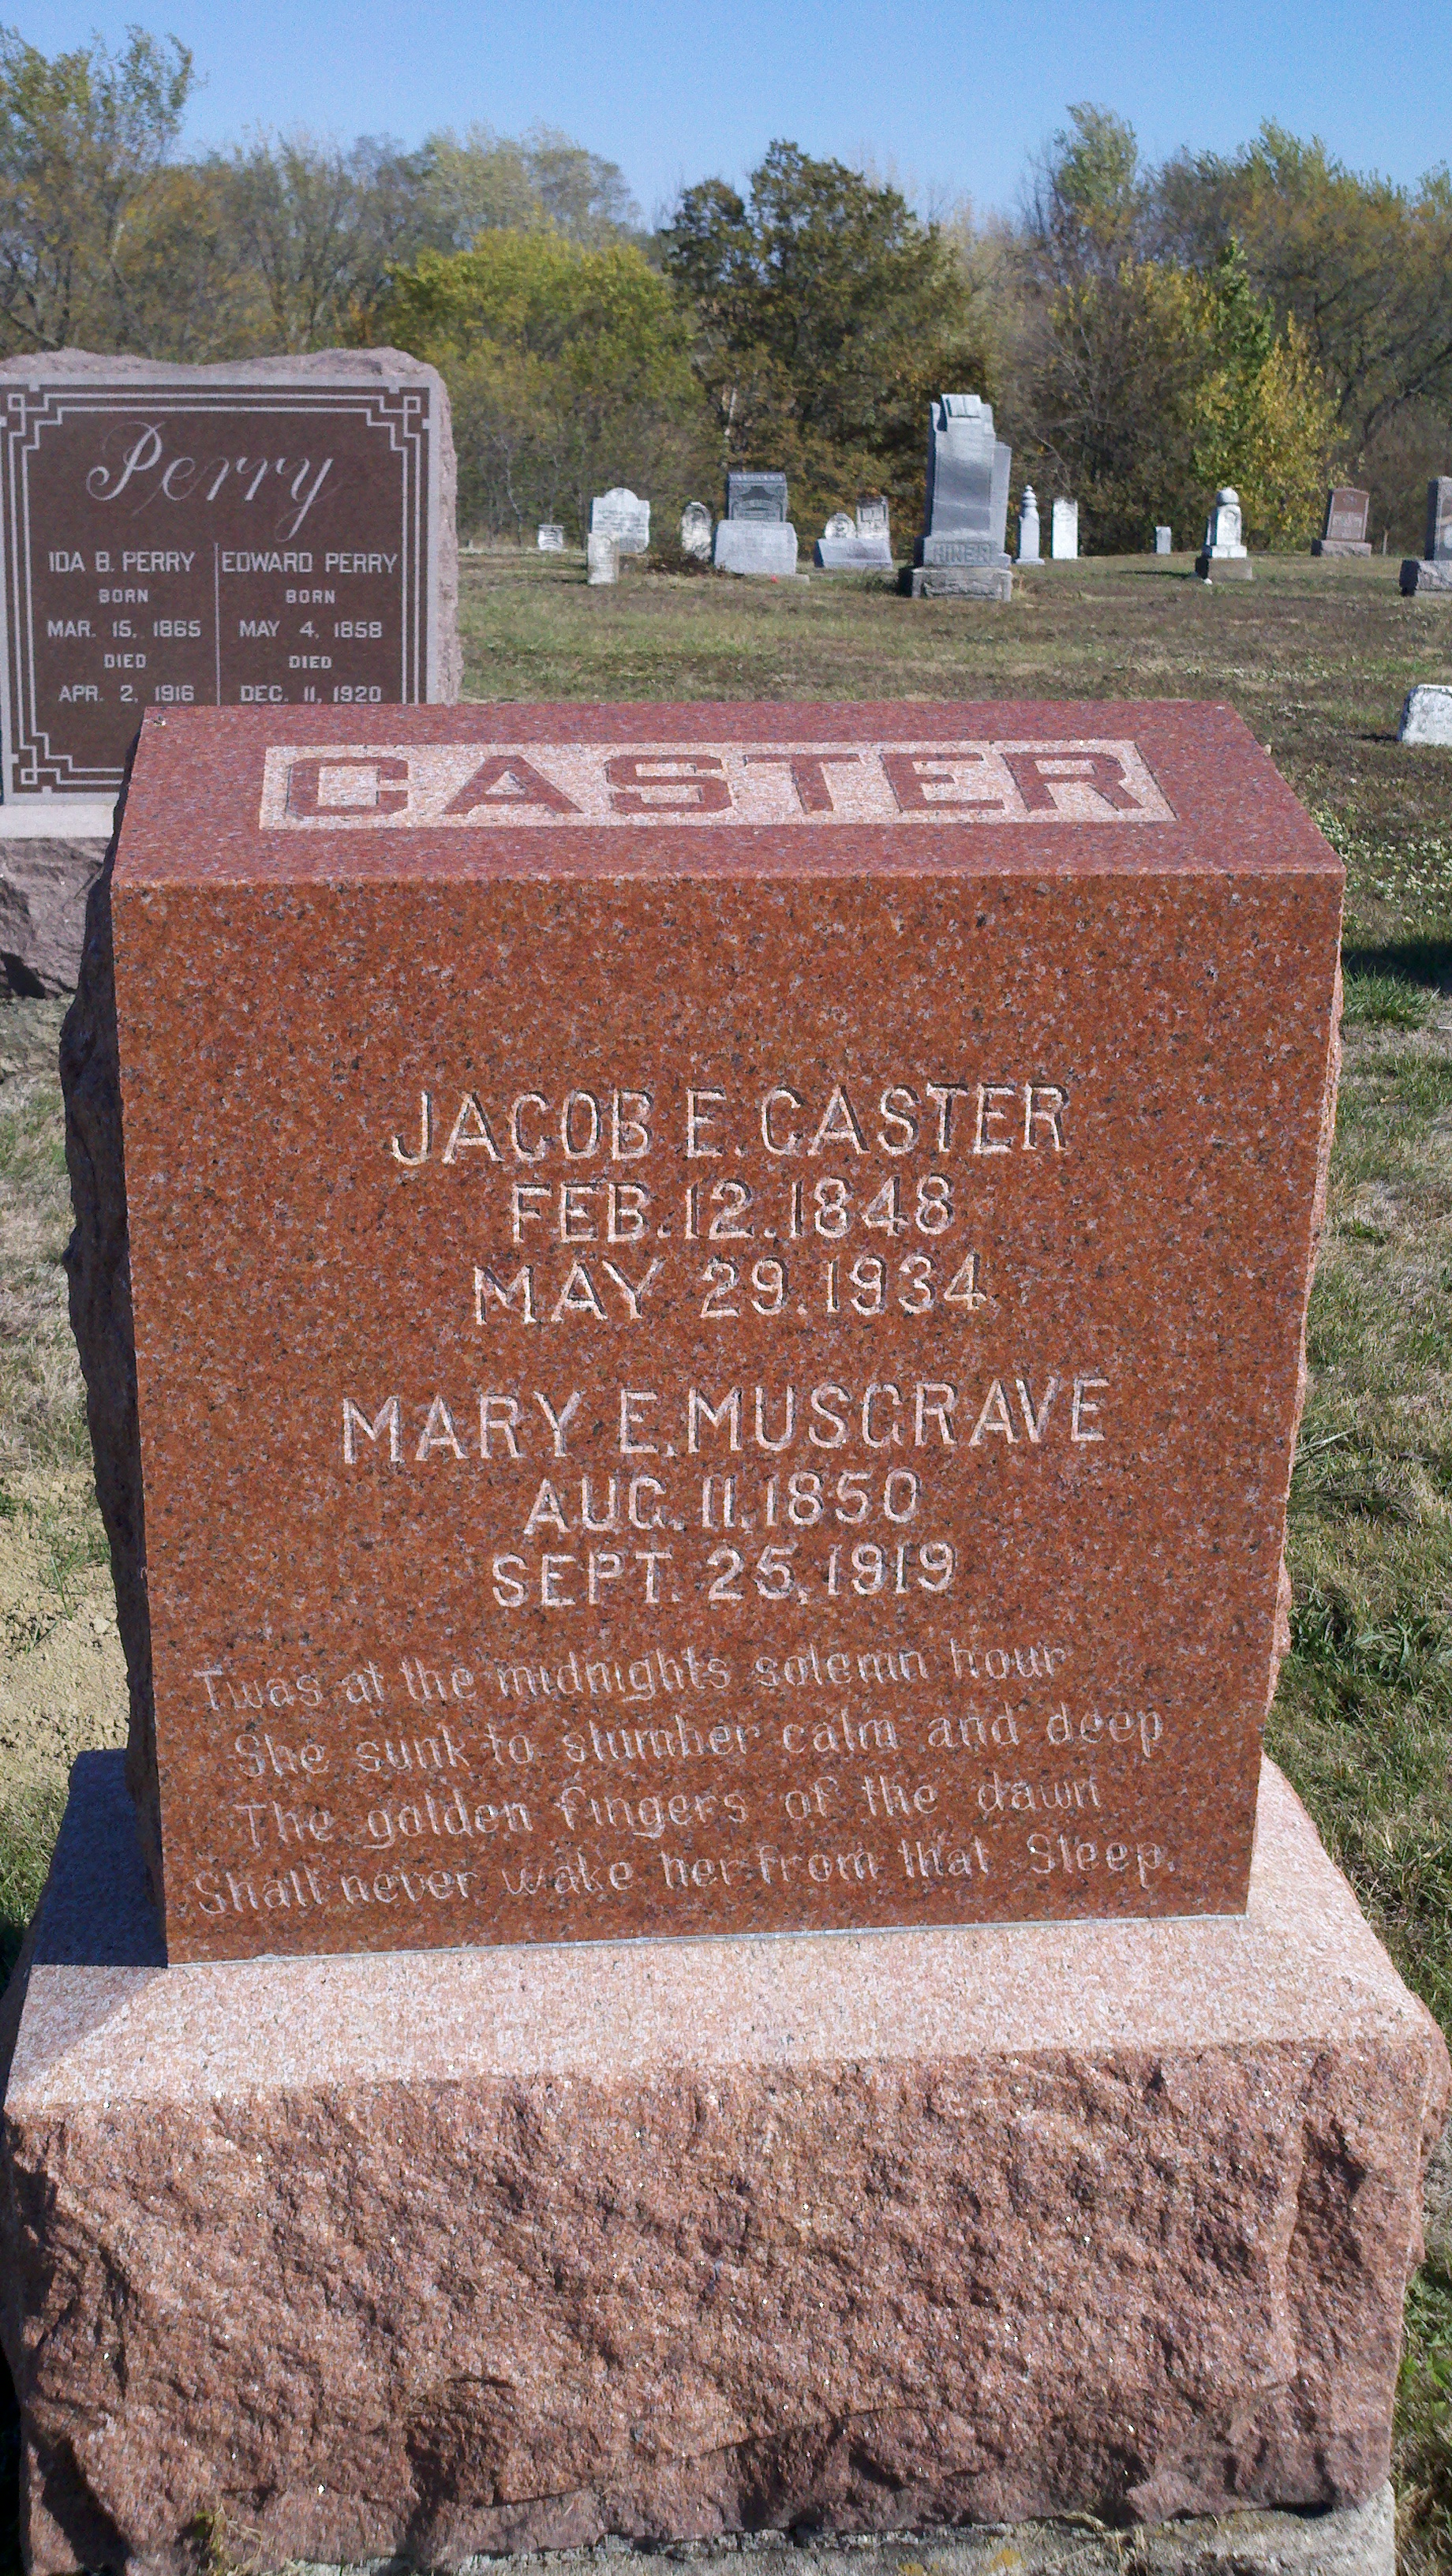 Perry
IDA B. PERRY
BORN
MAR. 15, 1865
DIED
APR. 2, 1916
EDWARD PERRY
BORN
MAY 4, 1858
DIED
DEC. 11, 1920
HINER
CASTER
JACOB E. CASTER
FEB. 12. 1848
MAY 29. 1934
MARY E. MUSGRAVE
AUG. 11, 1850
SEPT. 25, 1919
Twas at the midnights solemn hour
She sunk to slumber calm and deep
The golden fingers of the dawn
Shall never wake her from that Sleep.